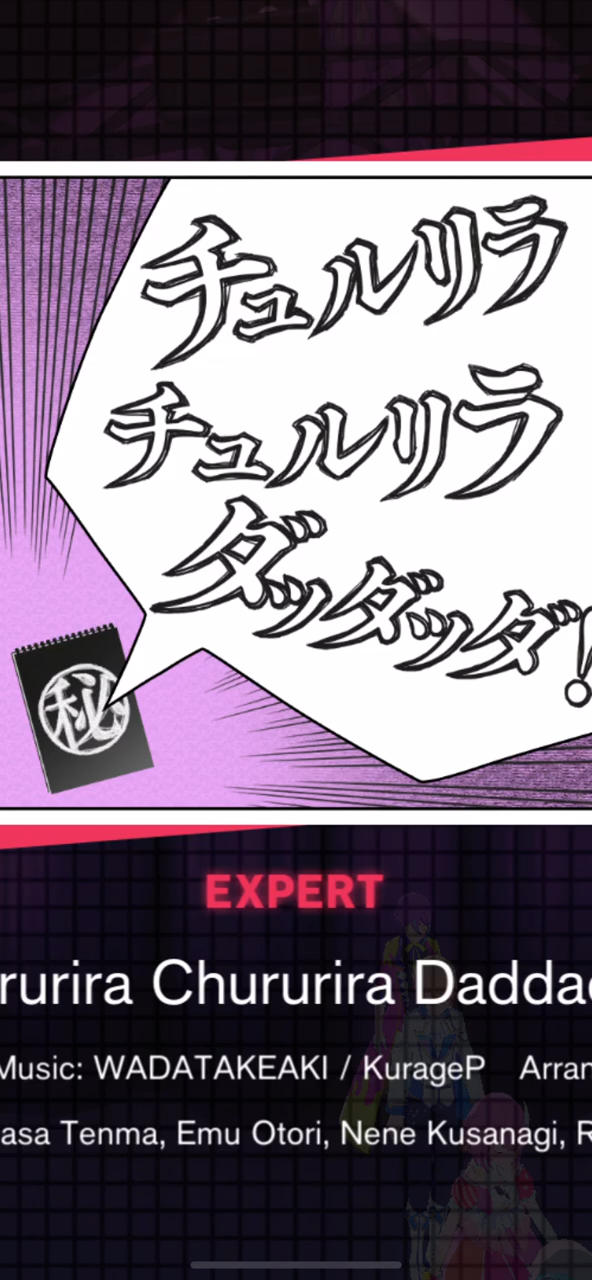 チュルリラ
チュルリラ
ダッダッダ!
秘
EXPERT
rurira Chururira Dadda
Music: WADATAKEAKI / KurageP Arran
asa Tenma, Emu Otori, Nene Kusanagi, R